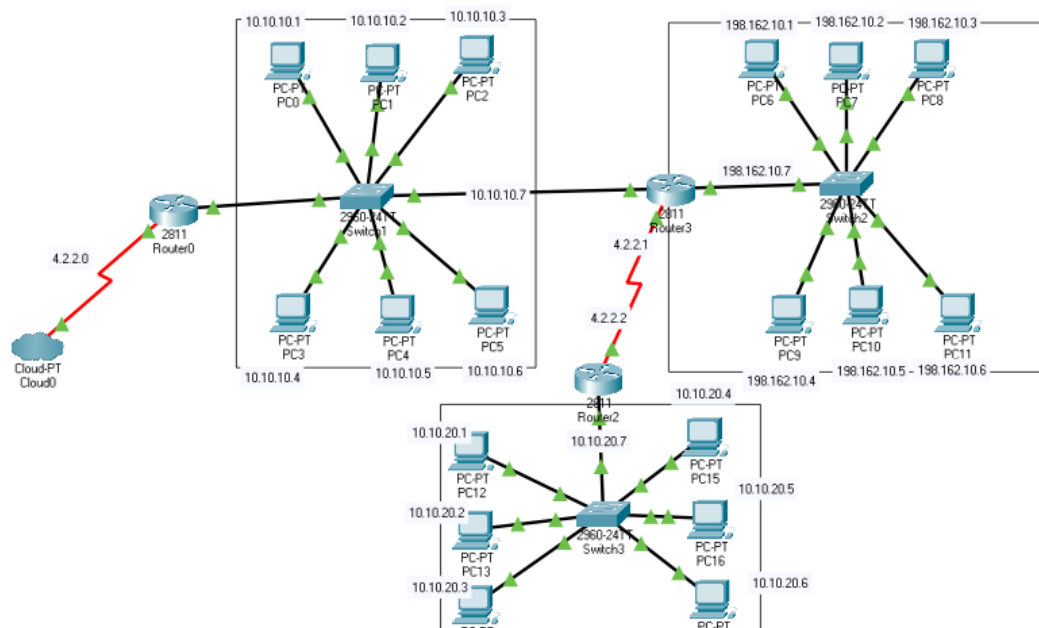 10.10.10.1
10.10.10.2
10.10.10.3
198.162.10.1
198.162.10.2
198.162.10.3
PC-PT
PC0
PC-PT
PC1
PC-PT
PC2
PC-PT
PC6
PC-PT
PC7
PC-PT
PC8
10.10.10.7
198.162.10.7
2960-24TT
Switch1
2811
Router3
2960-24TT
Switch2
2811
Router0
4.2.2.0
4.2.2.1
4.2.2.2
PC-PT
PC3
PC-PT
PC4
PC-PT
PC5
PC-PT
PC9
PC-PT
PC10
PC-PT
PC11
Cloud-PT
Cloud0
10.10.10.4
10.10.10.5
10.10.10.6
198.162.10.4
198.162.10.5
198.162.10.6
2811
Router2
10.10.20.4
10.10.20.1
10.10.20.7
PC-PT
PC12
PC-PT
PC15
10.10.20.5
10.10.20.2
2960-24TT
Switch3
PC-PT
PC13
PC-PT
PC16
10.10.20.3
10.10.20.6
PC-PT